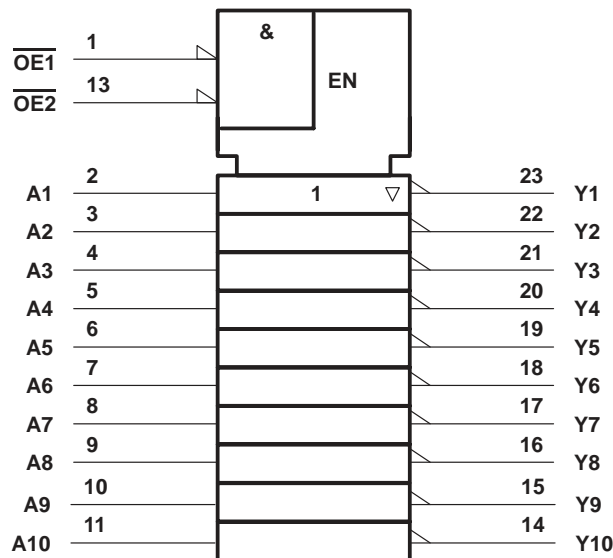 &
1
OE1
EN
13
OE2
2 23
A1 1 ▽ Y1
3 22
A2 Y2
4 21
A3 Y3
5 20
A4 Y4
6 19
A5 Y5
7 18
A6 Y6
8 17
A7 Y7
9 16
A8 Y8
10 15
A9 Y9
11 14
A10 Y10